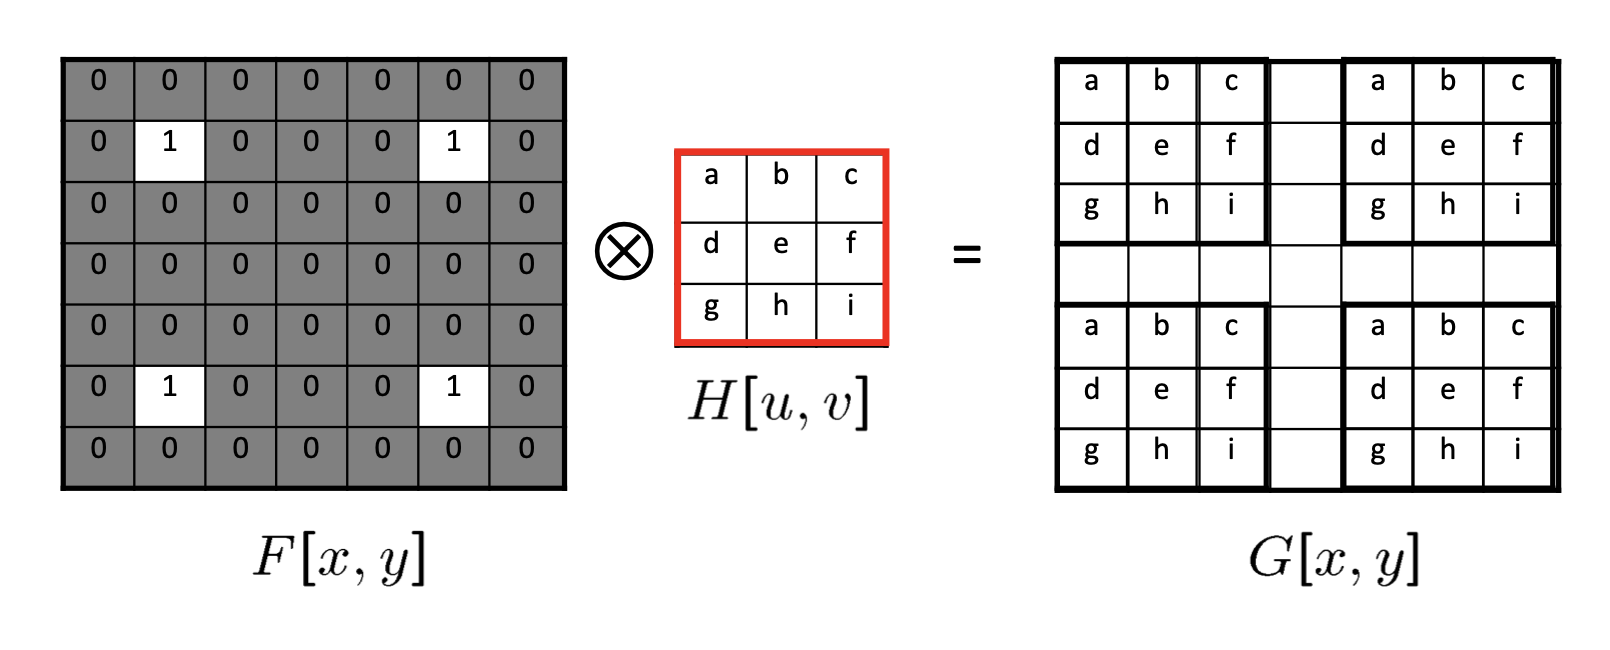 0 0 0 0 0 0 0
0 1 0 0 0 1 0
0 0 0 0 0 0 0
0 0 0 0 0 0 0
0 0 0 0 0 0 0
0 1 0 0 0 1 0
0 0 0 0 0 0 0
F[x, y]
⊗
a b c
d e f
g h i
H[u, v]
=
a b c a b c
d e f d e f
g h i g h i
a b c a b c
d e f d e f
g h i g h i
G[x, y]